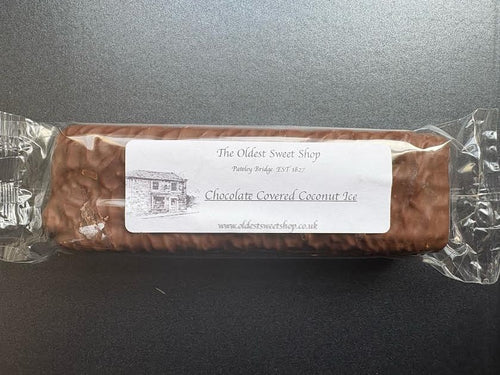 The Oldest Sweet Shop
Pateley Bridge EST 1827
Chocolate Covered Coconut Ice
www.oldestsweetshop.co.uk